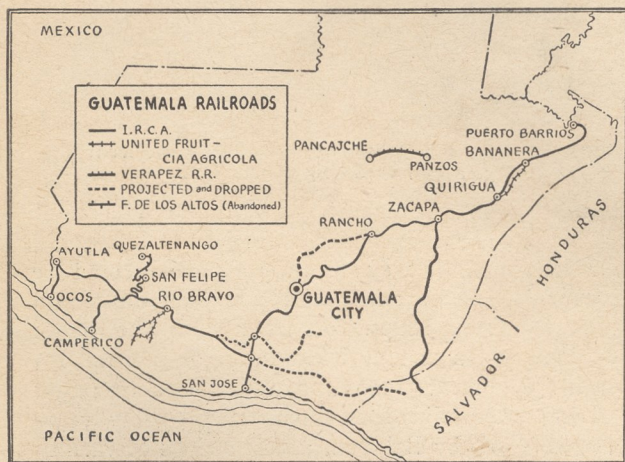 MEXICO
GUATEMALA RAILROADS
I.R.C.A.
UNITED FRUIT-
CIA AGRICOLA
VERAPEZ R.R.
PROJECTED and DROPPED
F. DE LOS ALTOS (Abandoned)
PUERTO BARRIOS
BANANERA
PANCAJCHÉ
PANZOS
QUIRIGUA
ZACAPA
RANCHO
HONDURAS
AYUTLA
QUEZALTENANGO
SAN FELIPE
OCOS
RIO BRAVO
GUATEMALA
CITY
CAMPERICO
SAN JOSE
SALVADOR
PACIFIC OCEAN